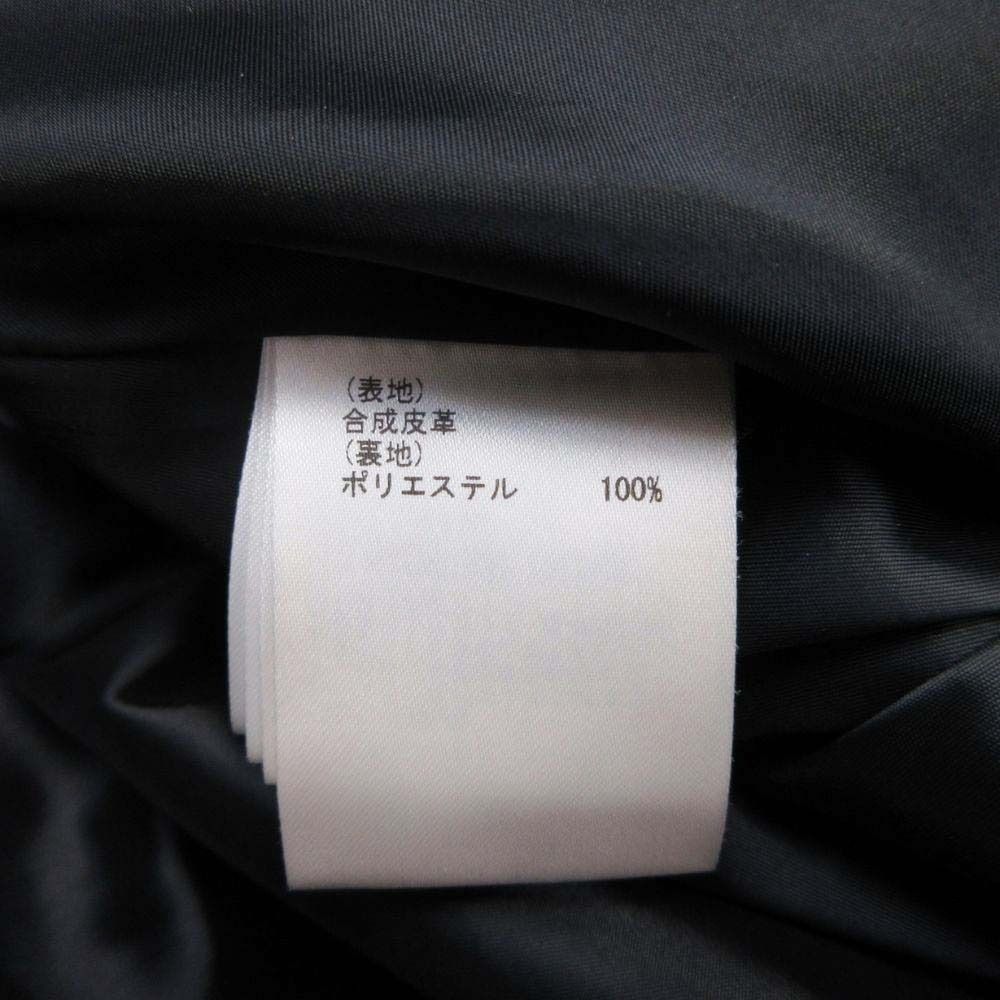 (表地)
合成皮革
(裏地)
ポリエステル 100%